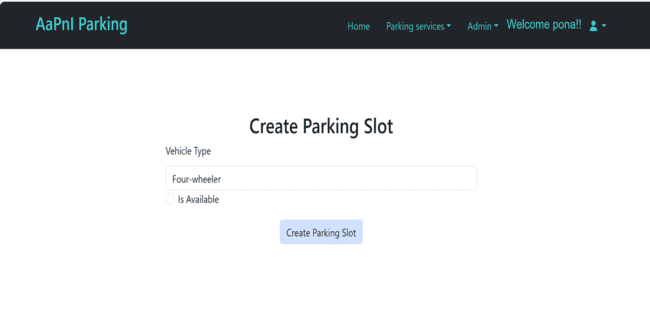 AaPnI Parking
Home Parking services Admin Welcome pona!!
Create Parking Slot
Vehicle Type
Four-wheeler
Is Available
Create Parking Slot